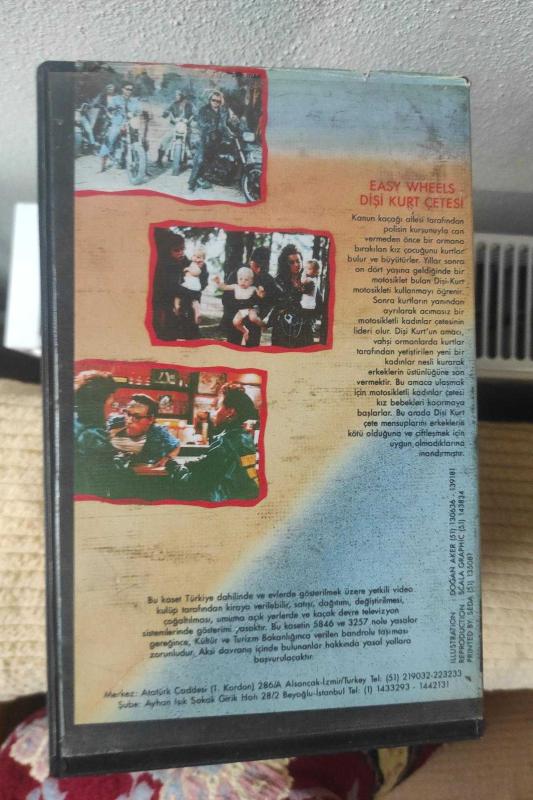 EASY WHEELS
DİŞİ KURT ÇETESİ
Kanun kaçağı ailesi tarafından
polisin kurşunuyla can
vermeden önce bir ormana
bırakılan kız çocuğunu kurtlar
bulur ve büyütürler. Yıllar sonra
on dört yaşına geldiğinde bir
motosiklet bulan Dişi-Kurt
motosikleti kullanmayı öğrenir.
Sonra kurtların yanından
ayrılarak acımasız bir
motosikletli kadınlar çetesinin
lideri olur. Dişi Kurt'un amacı,
vahşi ormanlarda kurtlar
tarafından yetiştirilen yeni bir
kadınlar nesli kurarak
erkeklerin üstünlüğüne son
vermektir. Bu amaca ulaşmak
için motosikletli kadınlar çetesi
kız bebekleri kaçırmaya
başlarlar. Bu arada Dişi Kurt
çete mensuplarını erkeklerin
kötü olduğuna ve çiftleşmek için
uygun olmadıklarına
inandırmıştır.
ILLUSTRATION : DOĞAN AKER (51) 130636 - 139181
REPRODUCTION : SCALA GRAPHIC (51) 143834
PRINTED BY: SEDA (51) 135087
Bu kaset Türkiye dahilinde ve evlerde gösterilmek üzere yetkili video
kulüp tarafından kiraya verilebilir, satışı, dağıtımı, değiştirilmesi,
çoğaltılması, umuma açık yerlerde ve kaçak devre televizyon
sistemlerinde gösterimi yasaktır. Bu kasetin 5846 ve 3257 nolu yasalar
gereğince, Kültür ve Turizm Bakanlığınca verilen bandrolu taşıması
zorunludur. Aksi davranış içinde bulunanlar hakkında yasal yollara
başvurulacaktır.
Merkez: Atatürk Caddesi (1. Kordon) 286/A Alsancak-İzmir/Turkey Tel: (51) 219032-223233
Şube: Ayhan Işık Sokak Girik Han 28/2 Beyoğlu-İstanbul Tel: (1) 1433293 - 1442131